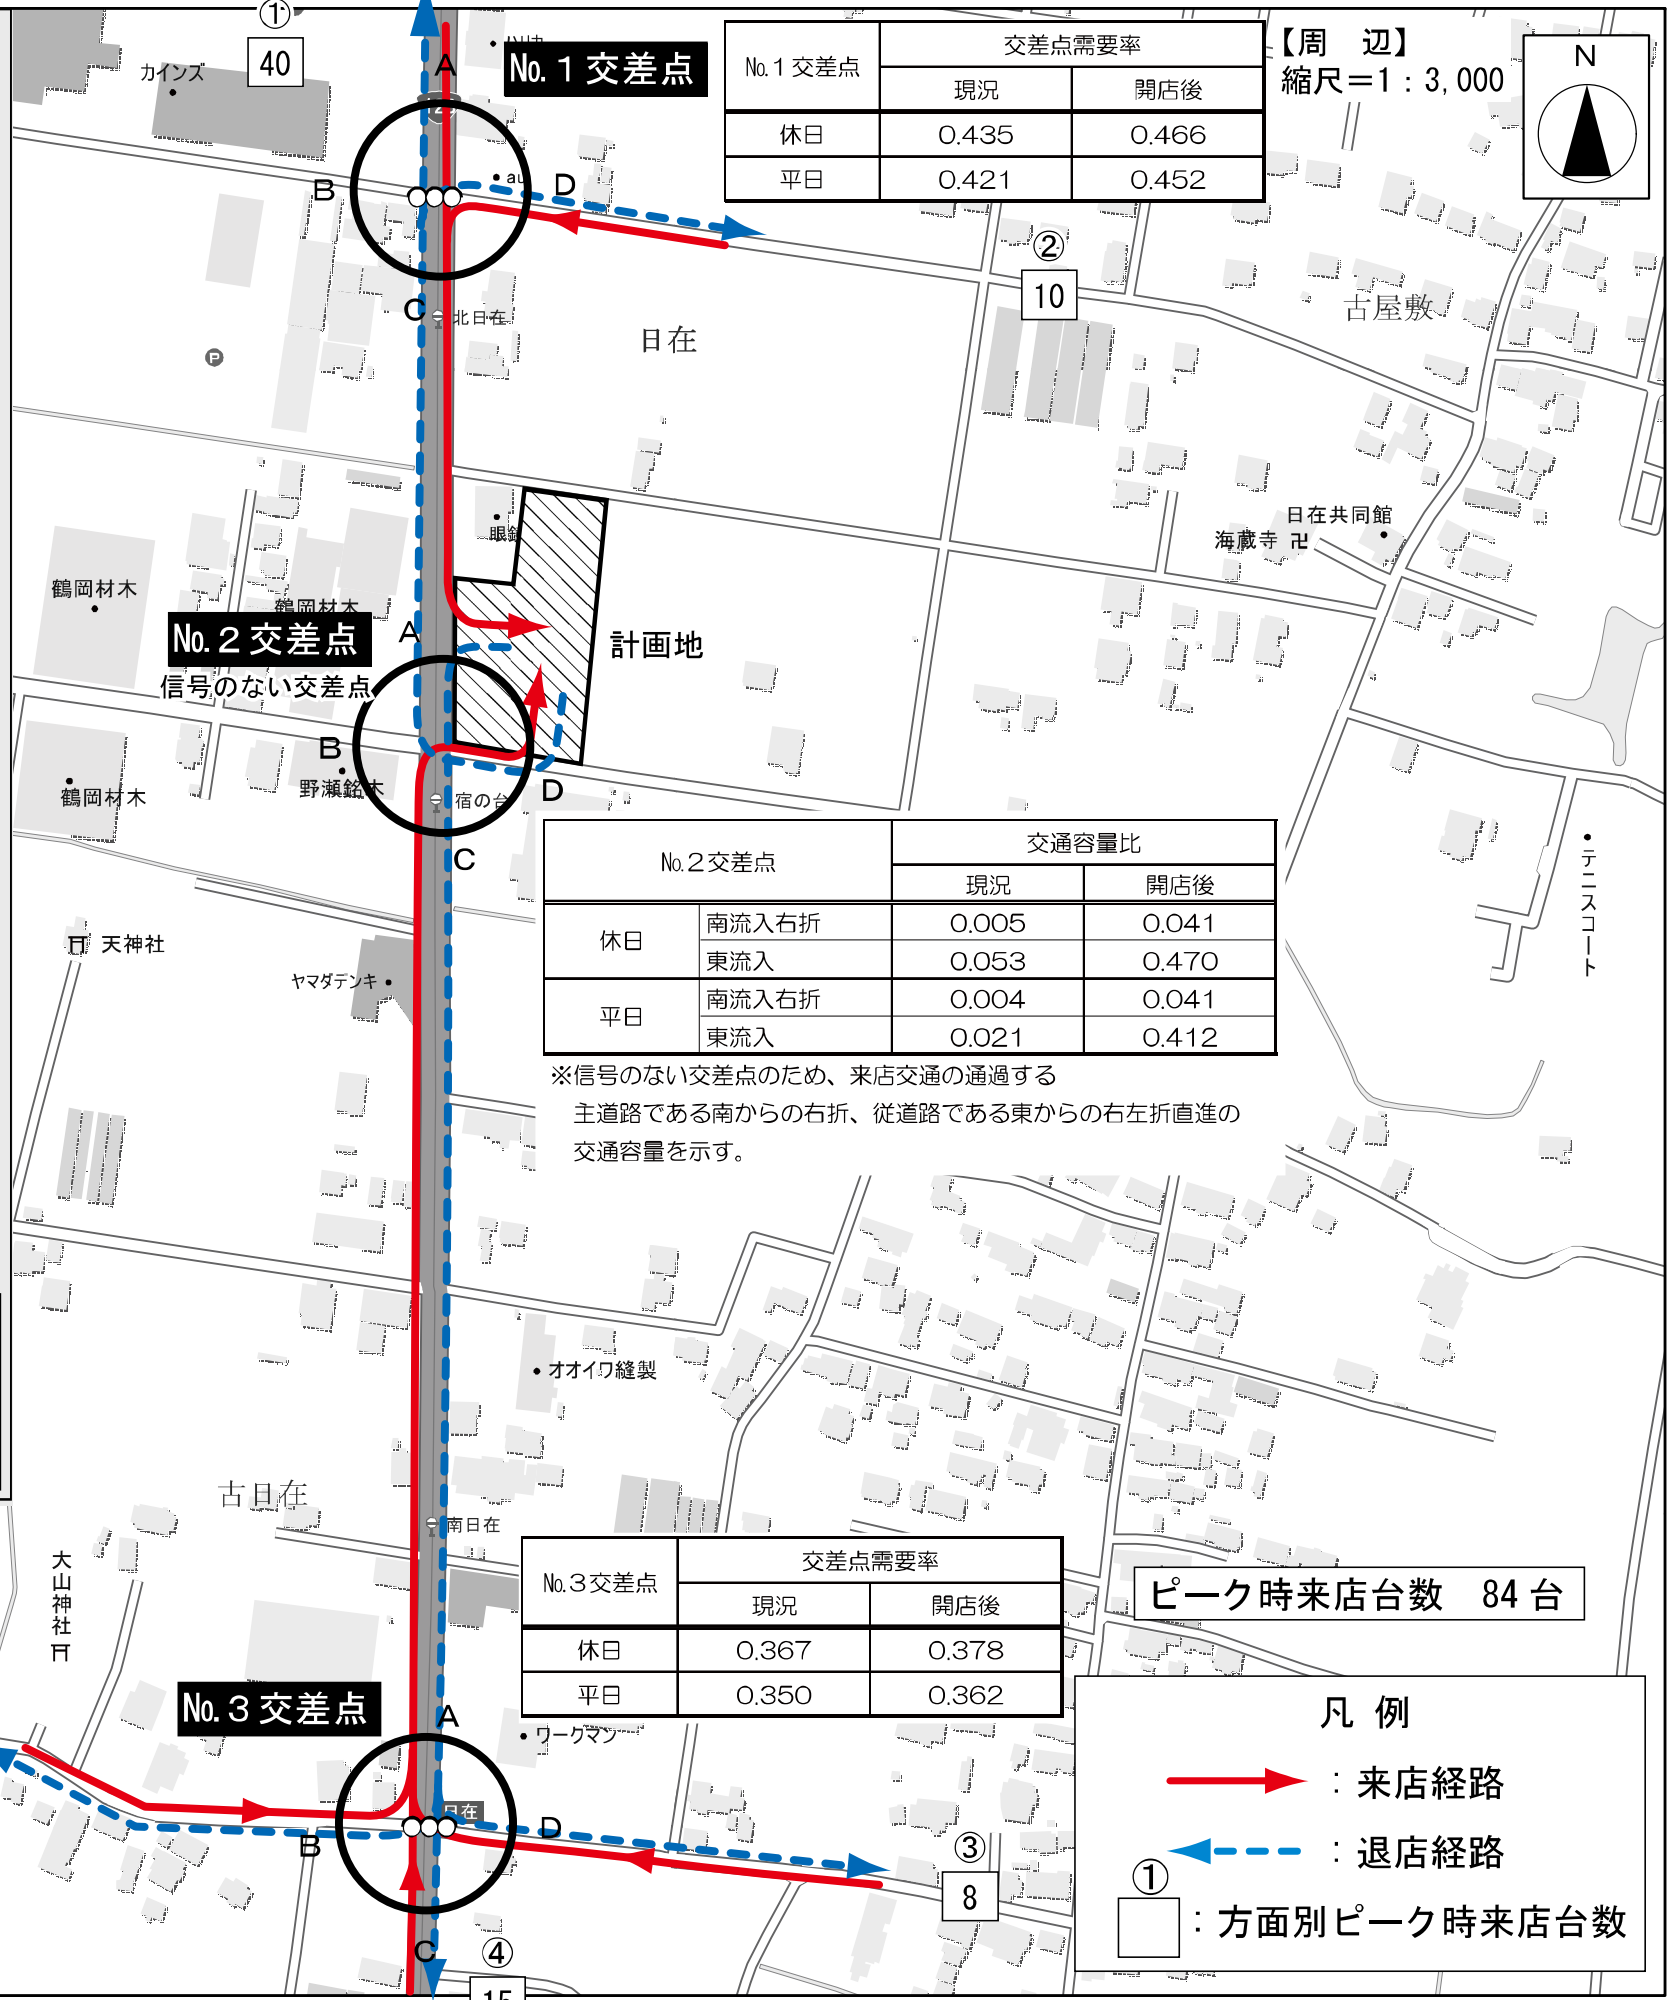 ①
40
カインズ
A
No.1交差点
No.1交差点
交差点需要率
現況
開店後
休日
0.435
0.466
平日
0.421
0.452
【周　辺】
縮尺＝1：3,000
N
B
au
D
②
10
C
北日在
日在
古屋敷
P
眼鏡
日在共同館
海蔵寺
卍
鶴岡材木
鶴岡材木
A
No.2交差点
信号のない交差点
計画地
B
野瀬銘木
鶴岡材木
宿の台
D
C
No.2交差点
交通容量比
現況
開店後
休日
南流入右折
0.005
0.041
東流入
0.053
0.470
平日
南流入右折
0.004
0.041
東流入
0.021
0.412
※信号のない交差点のため、来店交通の通過する
主道路である南からの右折、従道路である東からの右左折直進の
交通容量を示す。
テニスコート
天神社
ヤマダデンキ
オオイワ縫製
古日在
南日在
大山神社
No.3交差点
交差点需要率
現況
開店後
休日
0.367
0.378
平日
0.350
0.362
ピーク時来店台数　84台
No.3交差点
A
ワークマン
日在
B
D
③
8
C
④
15
凡 例
：来店経路
：退店経路
①
：方面別ピーク時来店台数